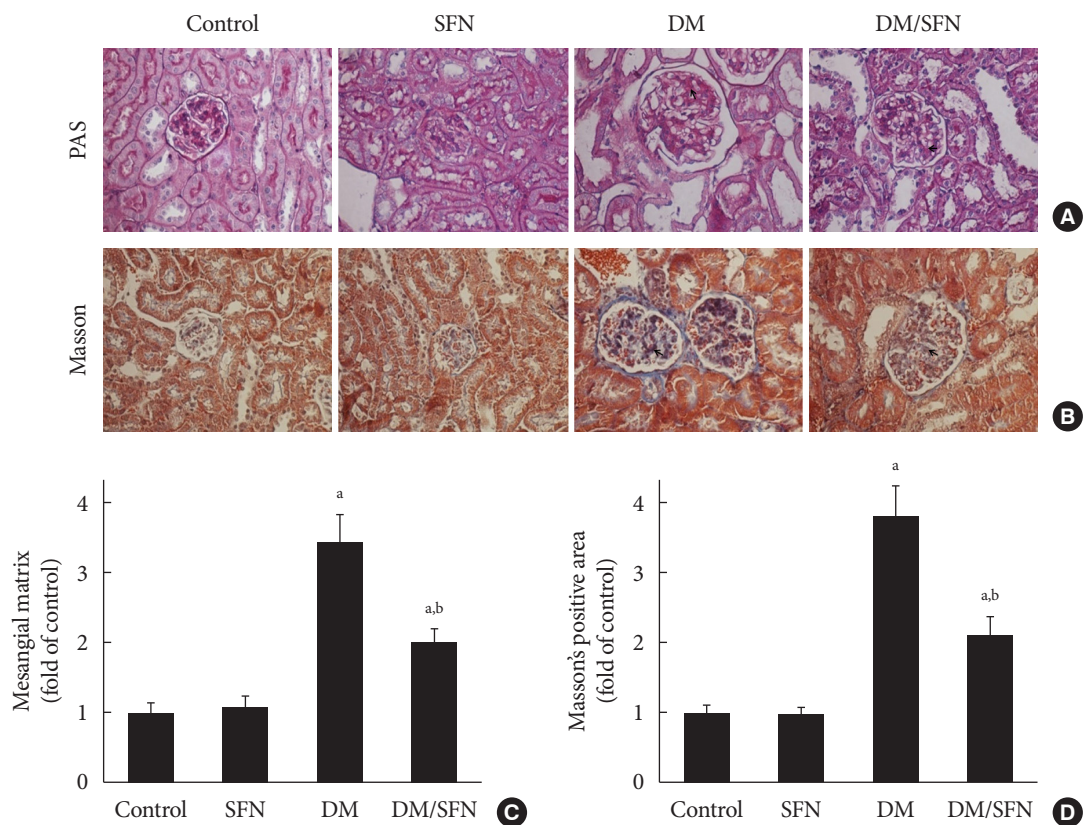 Control SFN DM DM/SFN
PAS
A
Masson
B
Mesangial matrix
(fold of control)
4
3
2
1
0
a
a,b
Control SFN DM DM/SFN
C
Masson's positive area
(fold of control)
4
3
2
1
0
a
a,b
Control SFN DM DM/SFN
D